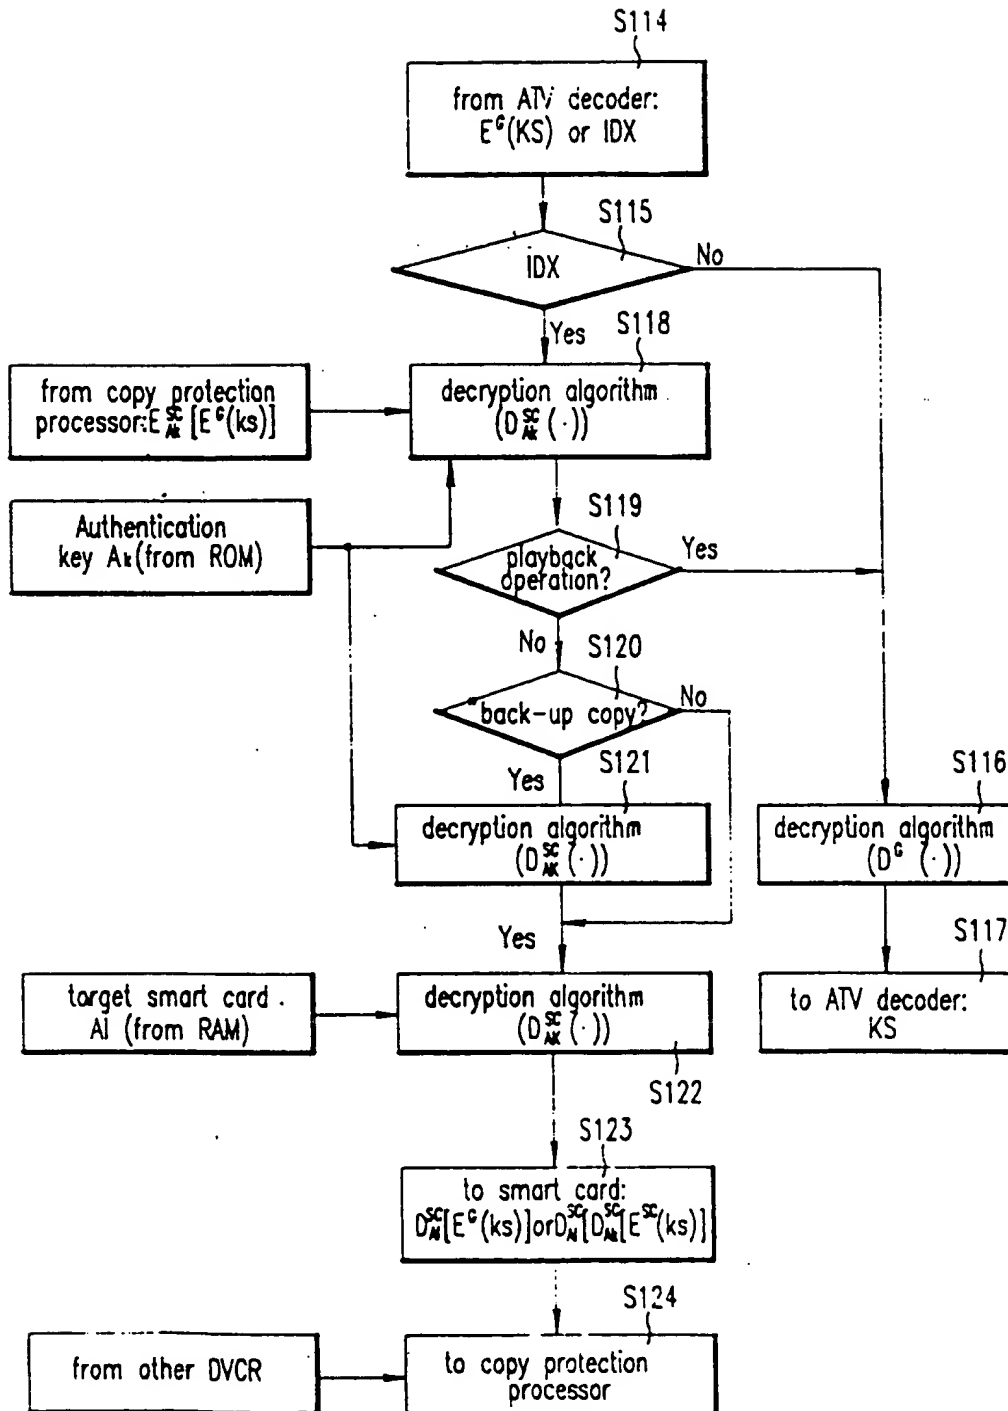 S114
from ATV decoder:
E^G(KS) or IDX
S115
IDX
No
Yes
S118
from copy protection
processor:E^SC_Ak[E^G(ks)]
decryption algorithm
(D^SC_Ak(·))
S119
Authentication
key Ak(from ROM)
playback
operation?
Yes
No
S120
back-up copy?
No
Yes
S121
S116
decryption algorithm
(D^SC_AK(·))
decryption algorithm
(D^G (·))
Yes
S117
target smart card
AI (from RAM)
decryption algorithm
(D^SC_AK(·))
to ATV decoder:
KS
S122
S123
to smart card:
D^SC_AI[E^G(ks)]orD^SC_AI[D^SC_Ak[E^SC(ks)]
S124
from other DVCR
to copy protection
processor